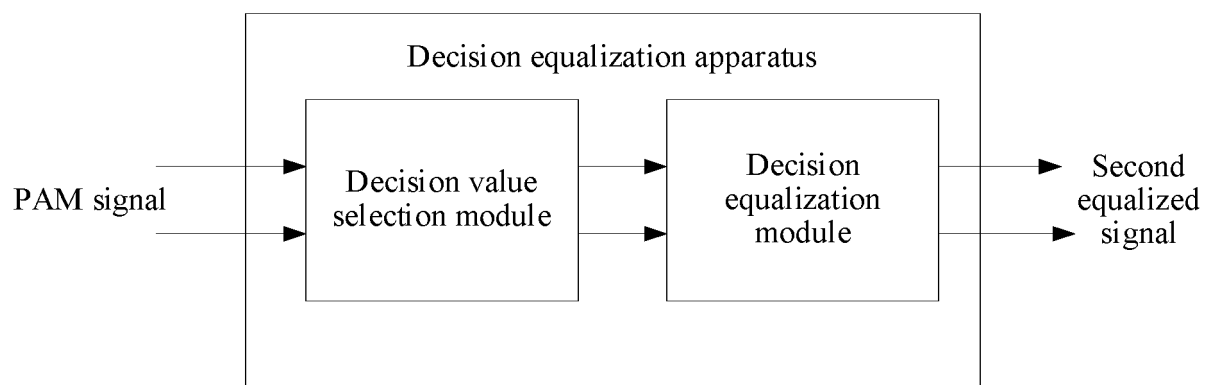 Decision equalization apparatus
PAM signal
Decision value
selection module
Decision
equalization
module
Second
equalized
signal